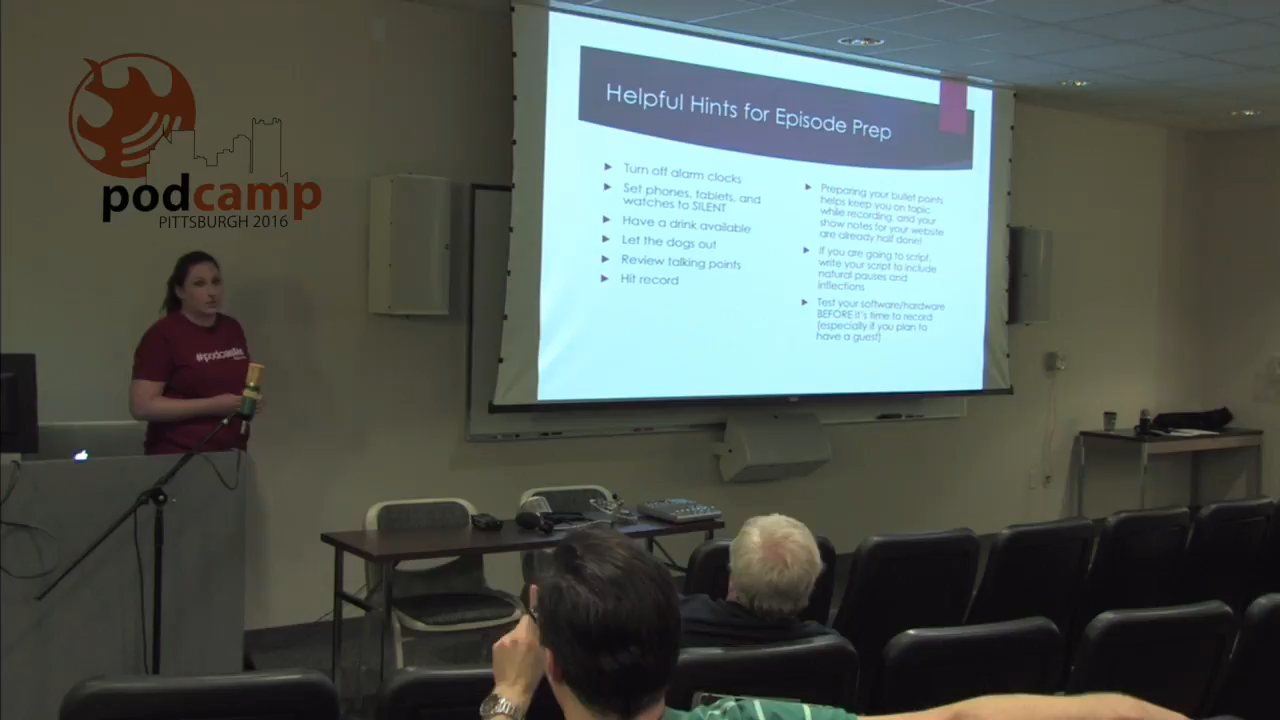 podcamp
PITTSBURGH 2016
Helpful Hints for Episode Prep
Turn off alarm clocks
Set phones, tablets, and
watches to SILENT
Have a drink available
Let the dogs out
Review talking points
Hit record
Preparing your bullet points
helps keep you on topic
while recording, and your
show notes for your website
are already half done!
If you are going to script,
write your script to include
natural pauses and
inflections
Test your software/hardware
BEFORE it's time to record
(especially if you plan to
have a guest)